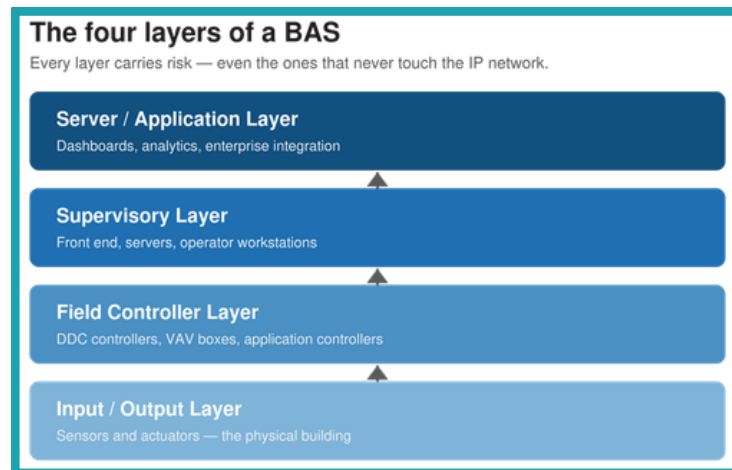 The four layers of a BAS
Every layer carries risk — even the ones that never touch the IP network.
Server / Application Layer
Dashboards, analytics, enterprise integration
Supervisory Layer
Front end, servers, operator workstations
Field Controller Layer
DDC controllers, VAV boxes, application controllers
Input / Output Layer
Sensors and actuators — the physical building